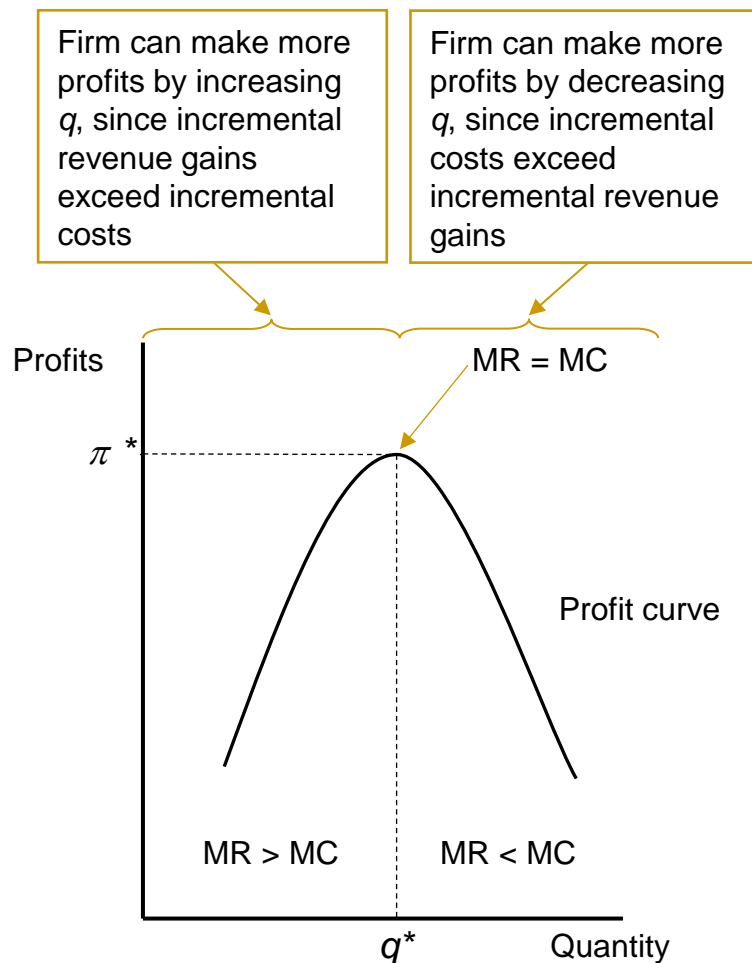 Firm can make more
profits by increasing
q, since incremental
revenue gains
exceed incremental
costs
Firm can make more
profits by decreasing
q, since incremental
costs exceed
incremental revenue
gains
Profits
MR = MC
π *
Profit curve
MR > MC
MR < MC
q*
Quantity